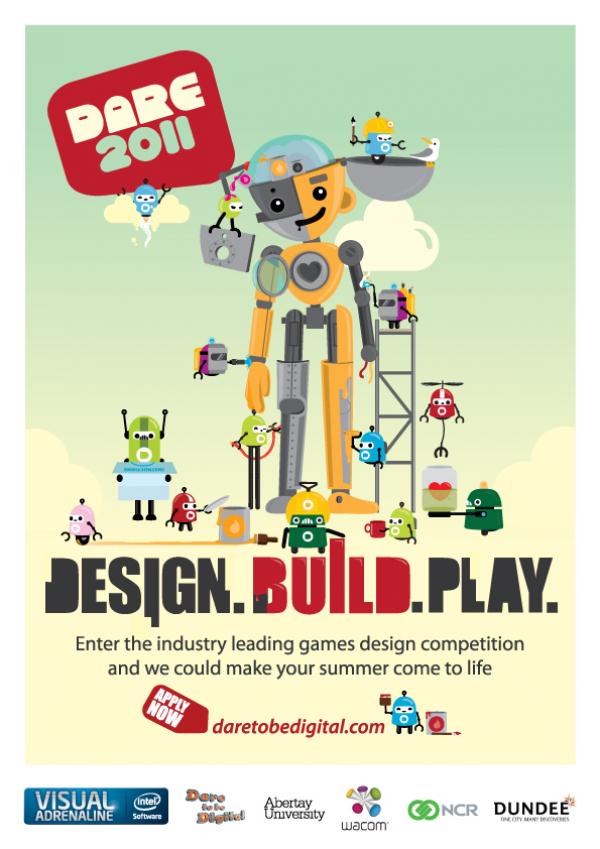 DARE
2011
DESIGN. BUILD. PLAY.
Enter the industry leading games design competition
and we could make your summer come to life
APPLY
NOW
daretobedigital.com
VISUAL
ADRENALINE
intel
Software
Dare
to be
Digital
Abertay
University
wacom
NCR
DUNDEE
ONE CITY, MANY DISCOVERIES